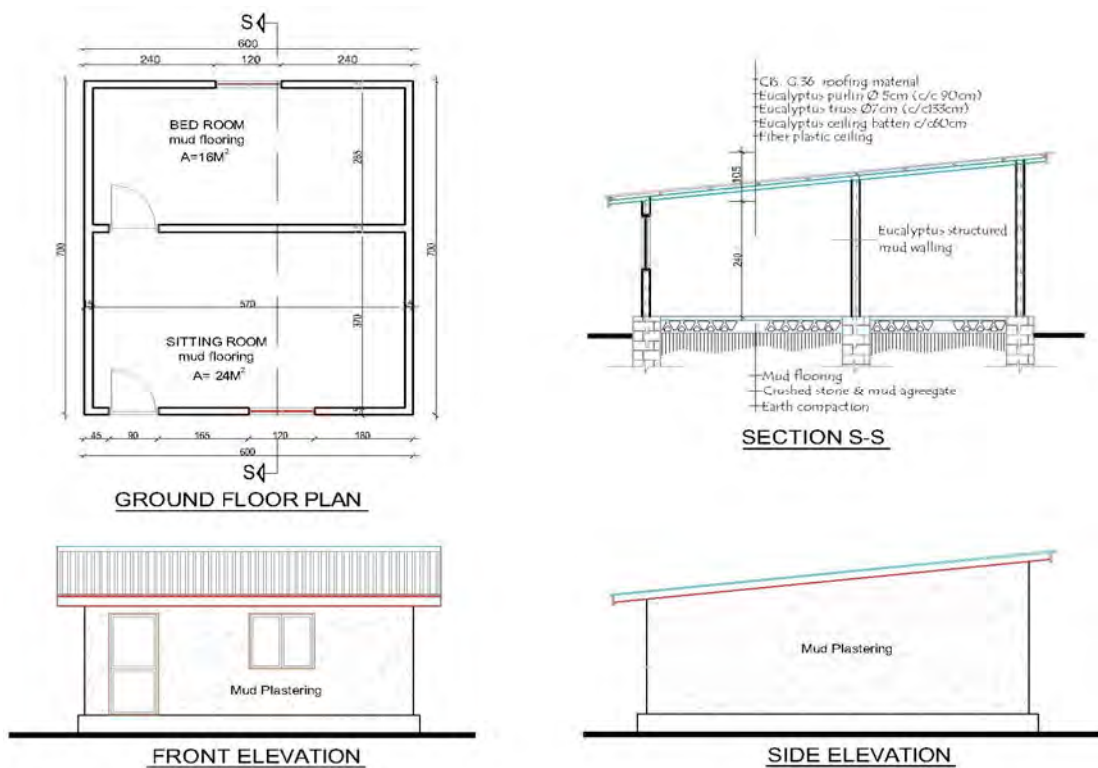 S
600
240 120 240
BED ROOM
mud flooring
A=16M²
265
700
700
15
570
370
SITTING ROOM
mud flooring
A= 24M²
45 90 165 120 180
600
S
GROUND FLOOR PLAN
CIS. G.36 roofing material
Eucalyptus purlin Ø 5cm (c/c 90cm)
Eucalyptus truss Ø7cm (c/c133cm)
Eucalyptus ceiling batten c/c60cm
Fiber plastic ceiling
105
240
Eucalyptus structured
mud walling
Mud flooring
Crushed stone & mud agreegate
Earth compaction
SECTION S-S
Mud Plastering
FRONT ELEVATION
Mud Plastering
SIDE ELEVATION